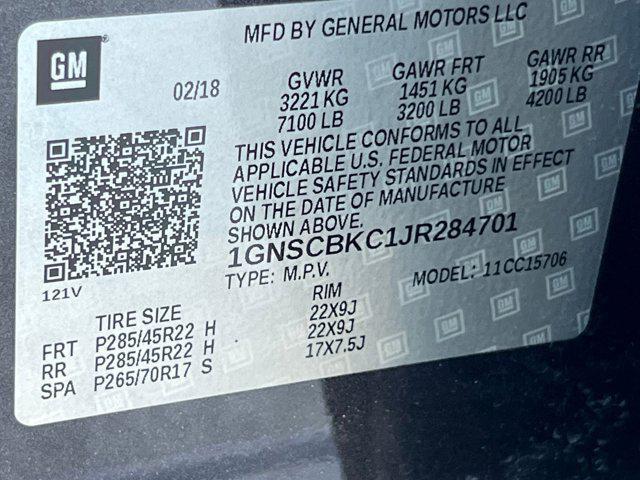 MFD BY GENERAL MOTORS LLC
GM
02/18
GVWR
3221 KG
7100 LB
GAWR FRT
1451 KG
3200 LB
GAWR RR
1905 KG
4200 LB
THIS VEHICLE CONFORMS TO ALL
APPLICABLE U.S. FEDERAL MOTOR
VEHICLE SAFETY STANDARDS IN EFFECT
ON THE DATE OF MANUFACTURE
SHOWN ABOVE.
1GNSCBKC1JR284701
TYPE: M.P.V. MODEL: 11CC15706
121V
TIRE SIZE RIM
FRT P285/45R22 H 22X9J
RR P285/45R22 H 22X9J
SPA P265/70R17 S 17X7.5J